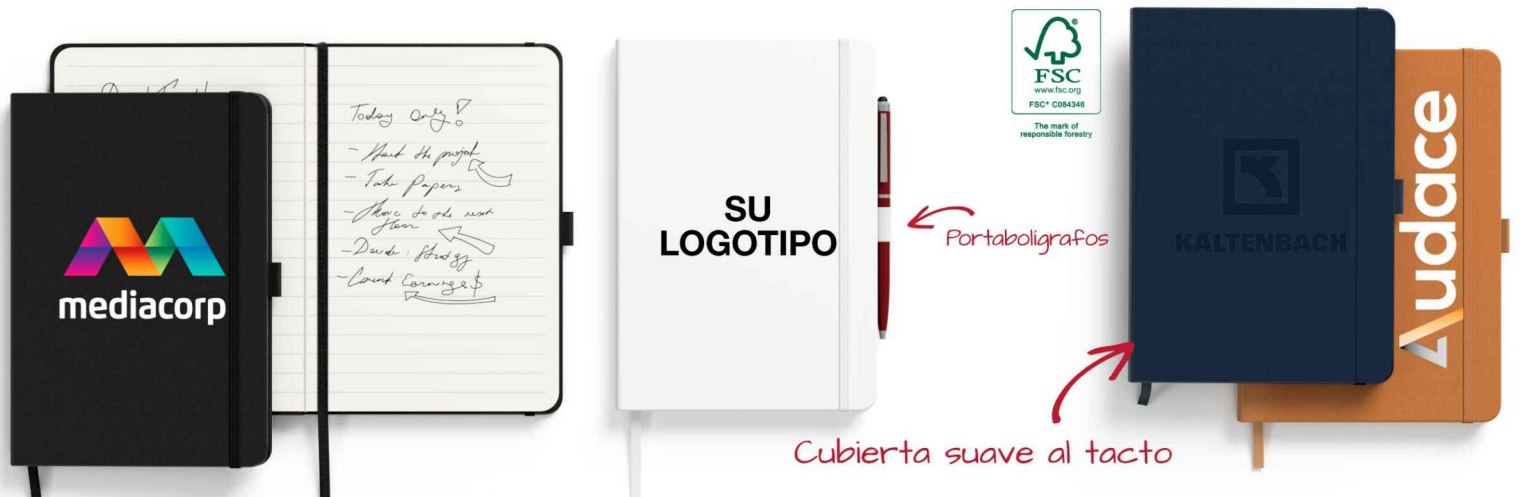 mediacorp
Today Only!
- Start the project
- Take Papers
- Move to the next
floor
- Decide: Strategy
- Count Earnings $
SU
LOGOTIPO
Portaboligrafos
FSC®
www.fsc.org
FSC® C084346
The mark of
responsible forestry
KALTENBACH
Audace
Cubierta suave al tacto